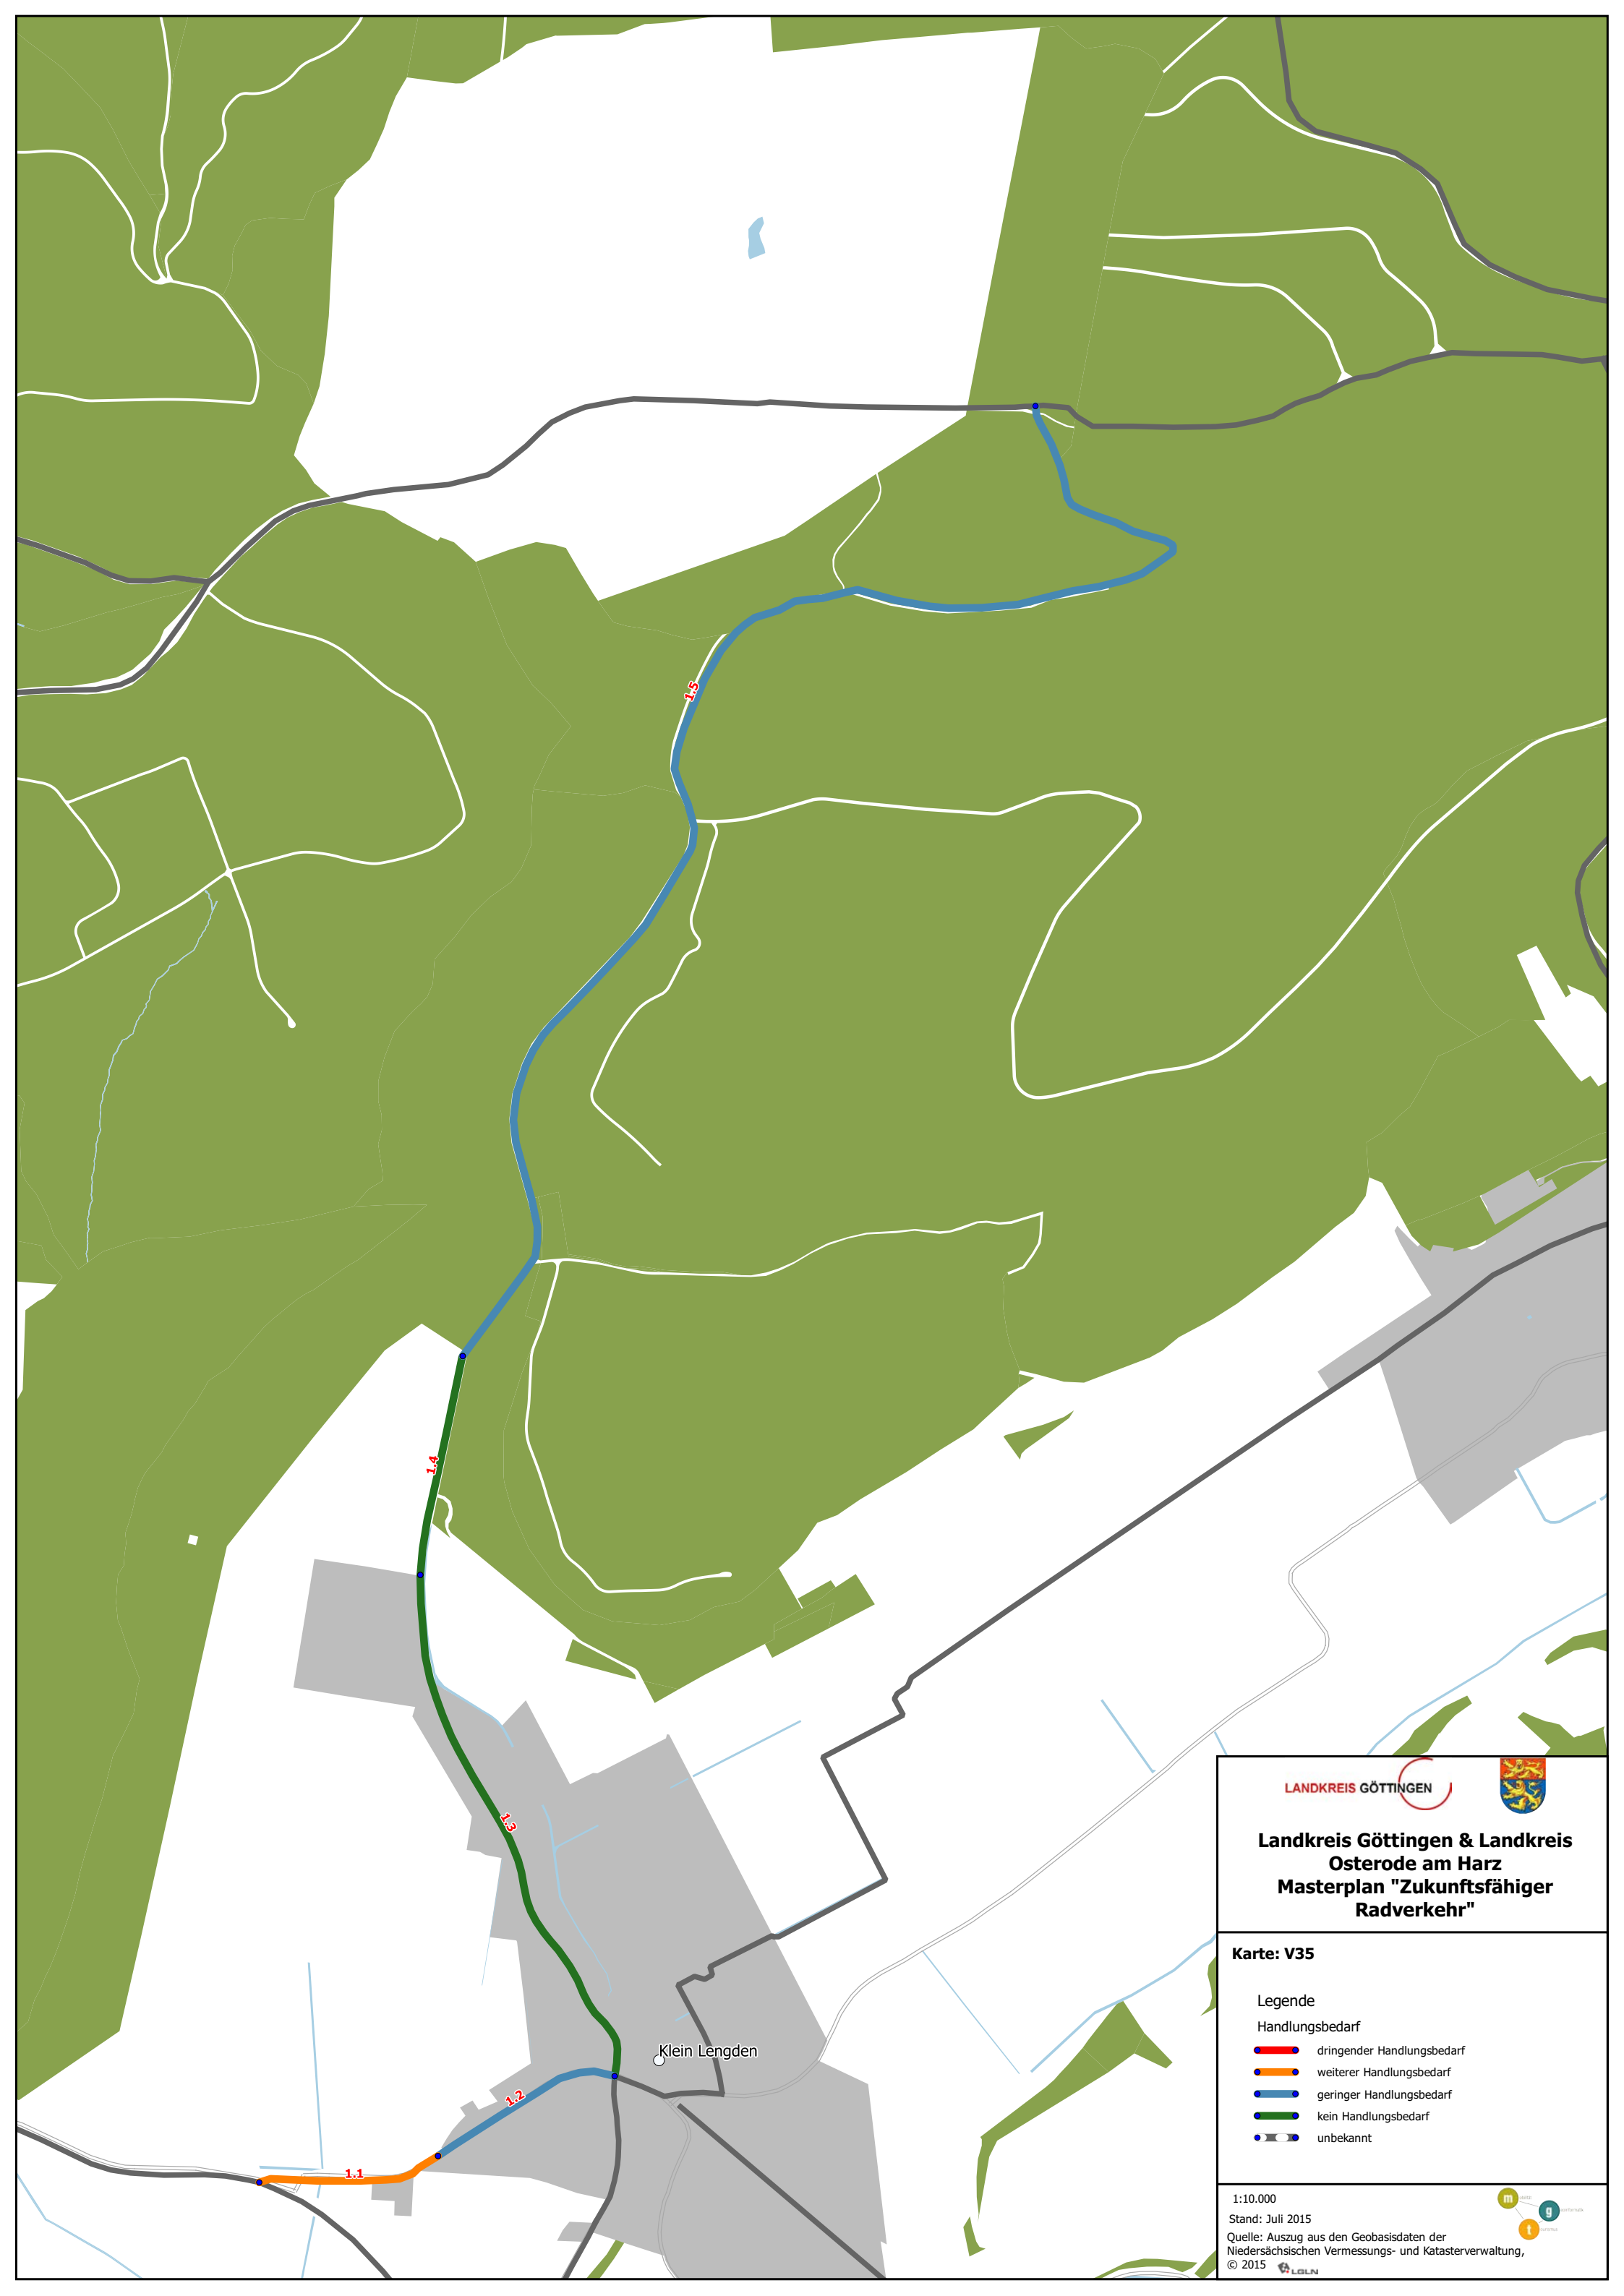 1.5
1.4
1.3
Klein Lengden
1.2
1.1
LANDKREIS GÖTTINGEN
Landkreis Göttingen & Landkreis
Osterode am Harz
Masterplan "Zukunftsfähiger
Radverkehr"
Karte: V35
Legende
Handlungsbedarf
dringender Handlungsbedarf
weiterer Handlungsbedarf
geringer Handlungsbedarf
kein Handlungsbedarf
unbekannt
1:10.000
Stand: Juli 2015
Quelle: Auszug aus den Geobasisdaten der
Niedersächsischen Vermessungs- und Katasterverwaltung,
© 2015 LGLN
m
g
t